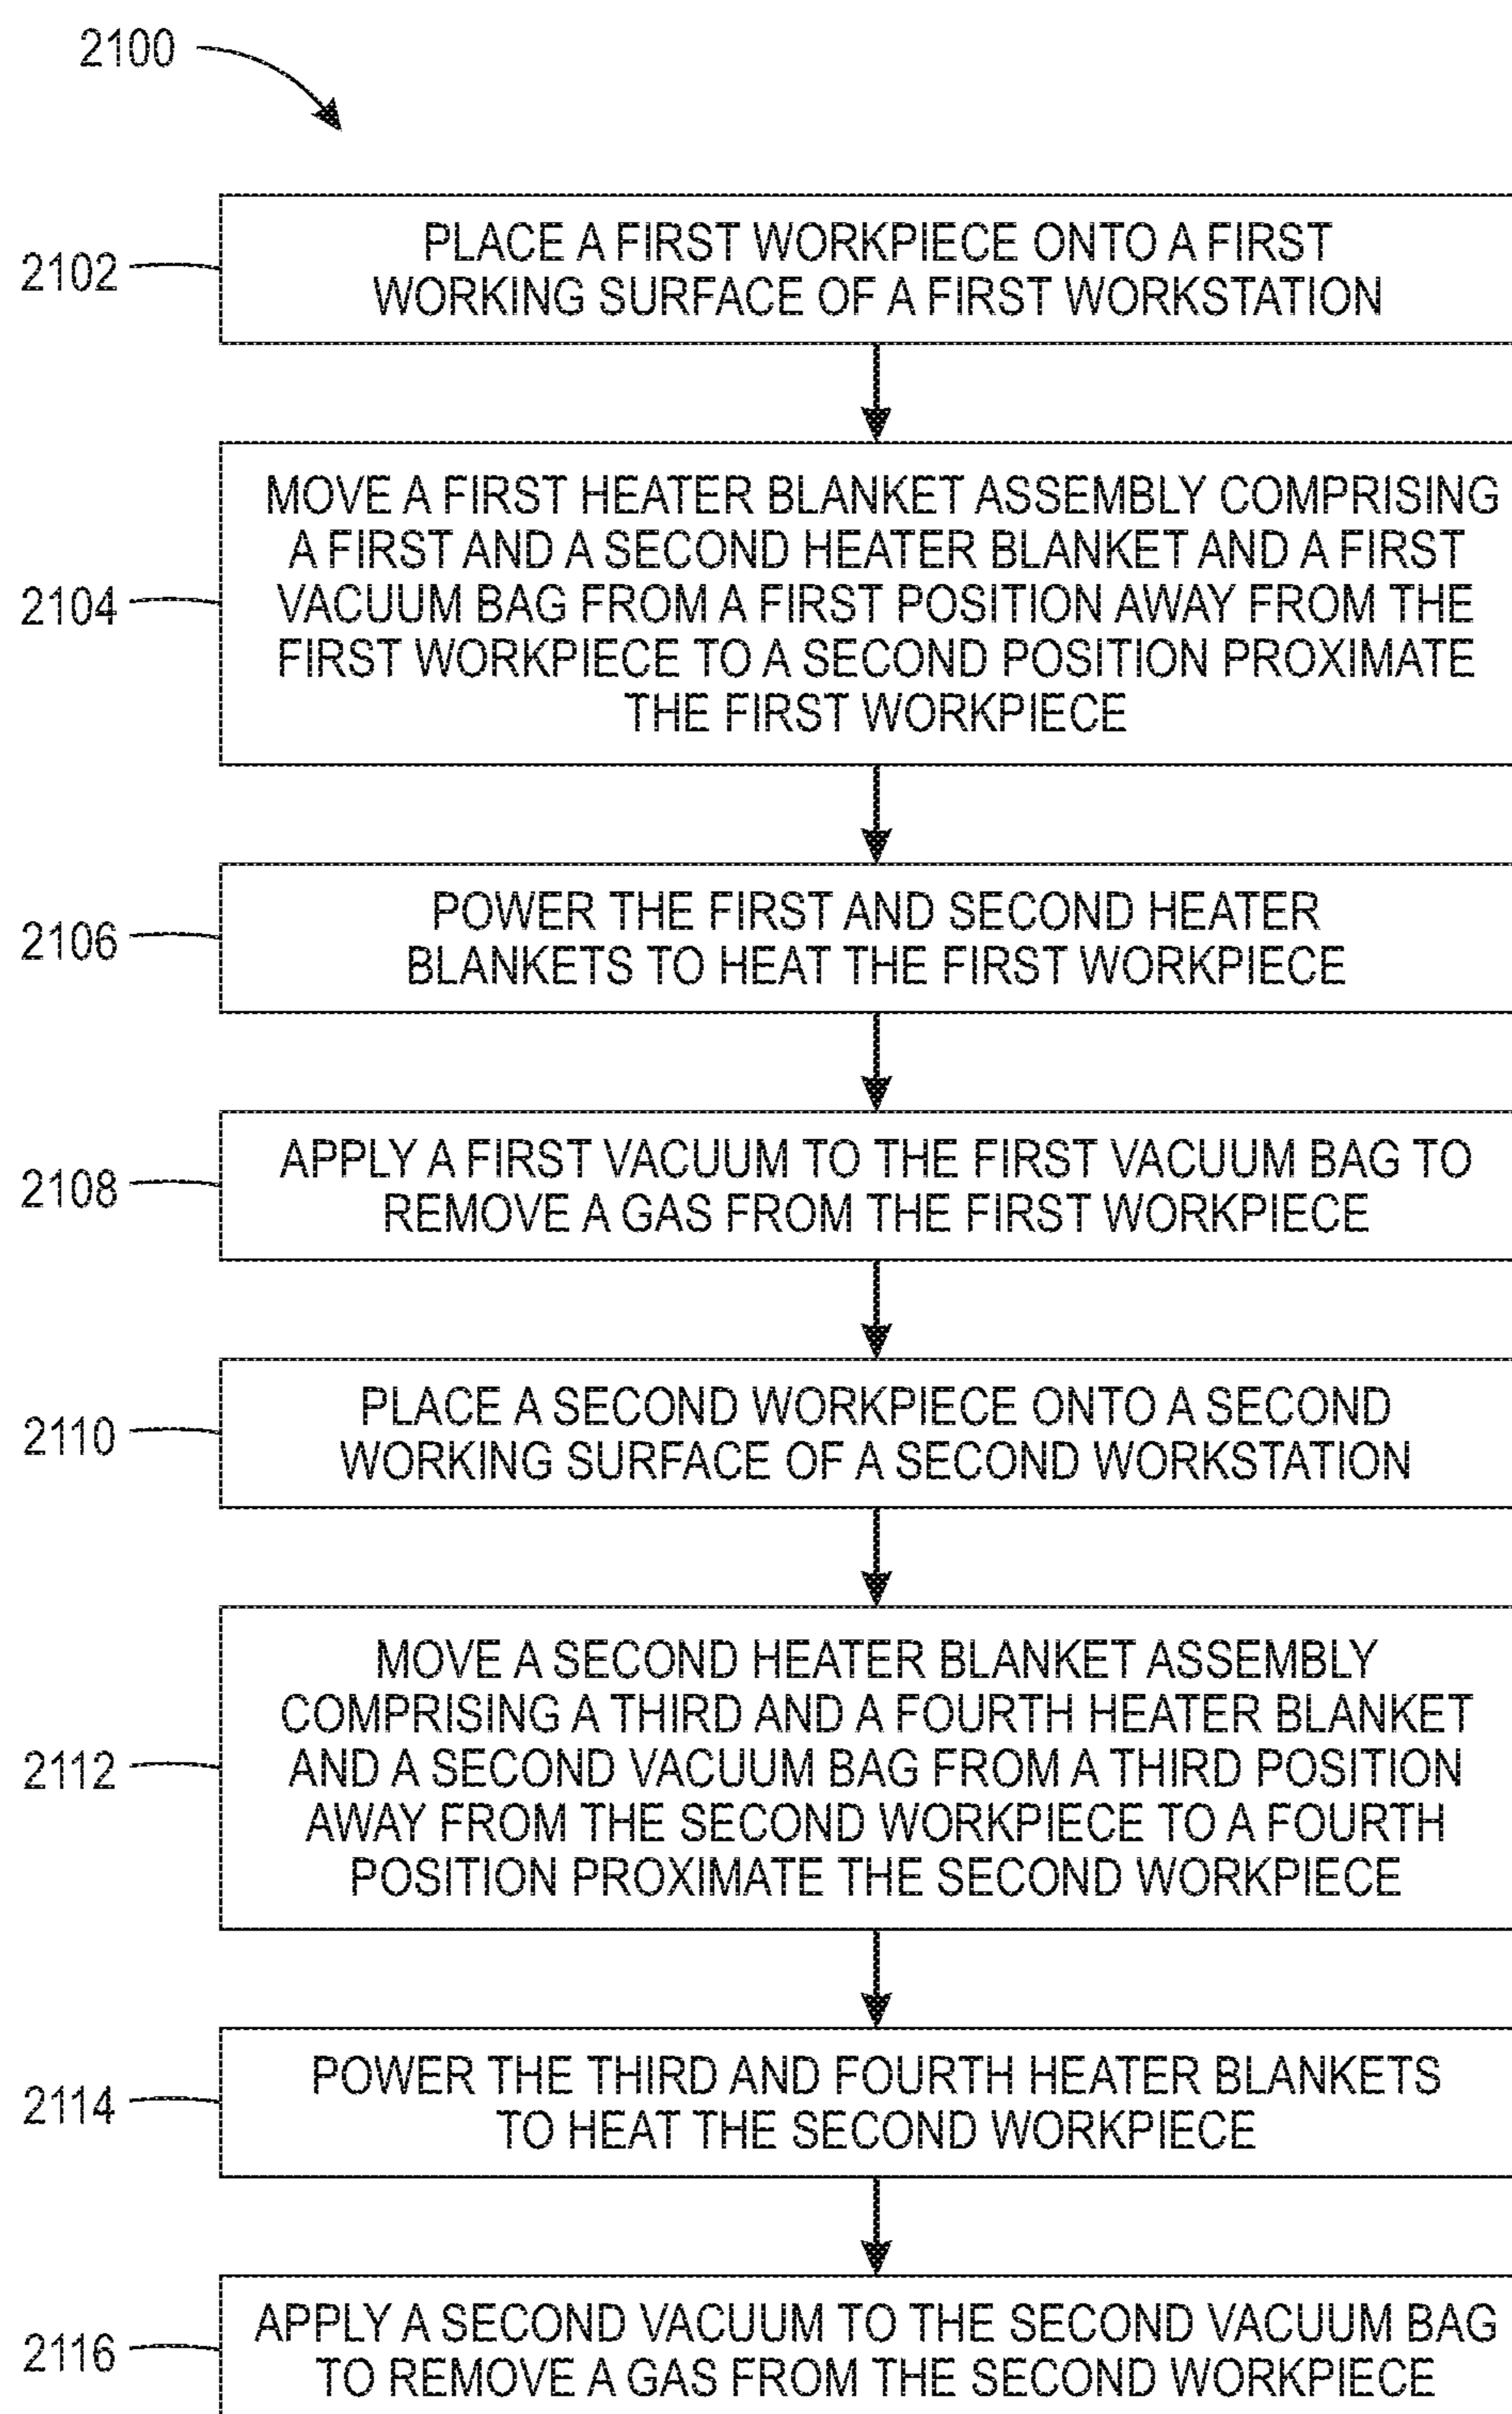 2100
2102
PLACE A FIRST WORKPIECE ONTO A FIRST
WORKING SURFACE OF A FIRST WORKSTATION
2104
MOVE A FIRST HEATER BLANKET ASSEMBLY COMPRISING
A FIRST AND A SECOND HEATER BLANKET AND A FIRST
VACUUM BAG FROM A FIRST POSITION AWAY FROM THE
FIRST WORKPIECE TO A SECOND POSITION PROXIMATE
THE FIRST WORKPIECE
2106
POWER THE FIRST AND SECOND HEATER
BLANKETS TO HEAT THE FIRST WORKPIECE
2108
APPLY A FIRST VACUUM TO THE FIRST VACUUM BAG TO
REMOVE A GAS FROM THE FIRST WORKPIECE
2110
PLACE A SECOND WORKPIECE ONTO A SECOND
WORKING SURFACE OF A SECOND WORKSTATION
2112
MOVE A SECOND HEATER BLANKET ASSEMBLY
COMPRISING A THIRD AND A FOURTH HEATER BLANKET
AND A SECOND VACUUM BAG FROM A THIRD POSITION
AWAY FROM THE SECOND WORKPIECE TO A FOURTH
POSITION PROXIMATE THE SECOND WORKPIECE
2114
POWER THE THIRD AND FOURTH HEATER BLANKETS
TO HEAT THE SECOND WORKPIECE
2116
APPLY A SECOND VACUUM TO THE SECOND VACUUM BAG
TO REMOVE A GAS FROM THE SECOND WORKPIECE